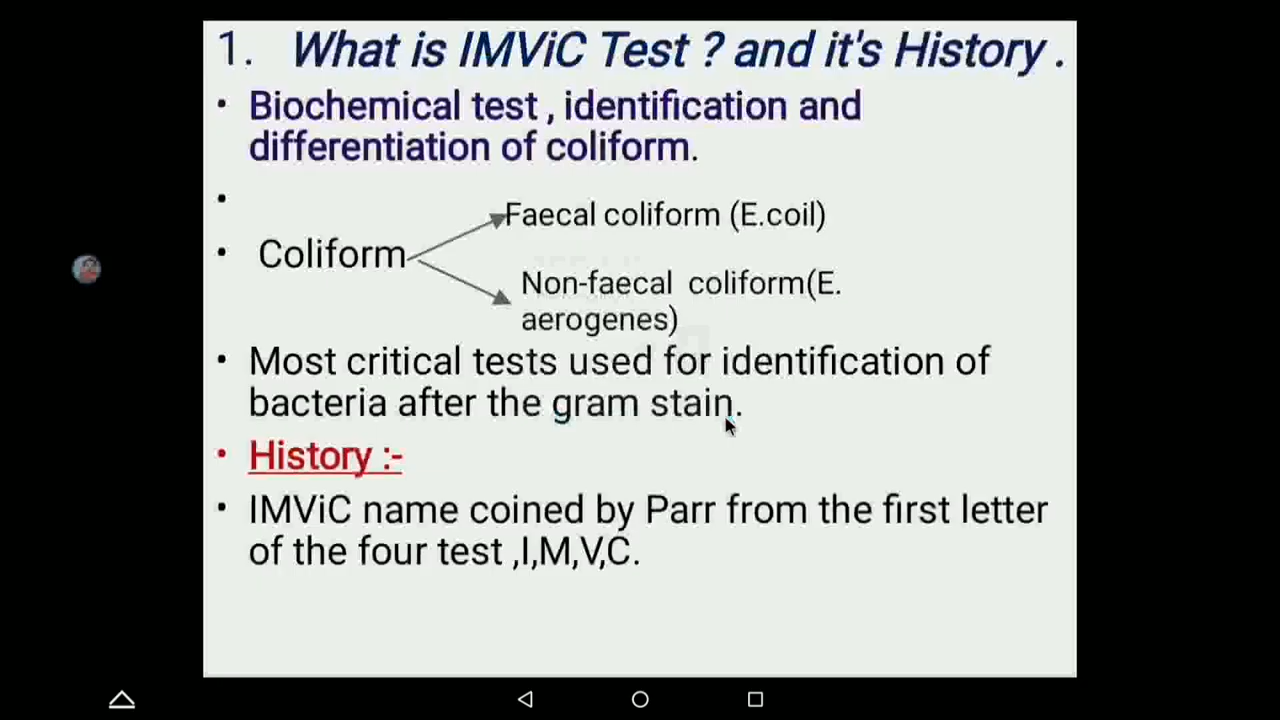 1. What is IMViC Test ? and it's History .
• Biochemical test , identification and
differentiation of coliform.
•
Faecal coliform (E.coil)
• Coliform
Non-faecal coliform(E.
aerogenes)
• Most critical tests used for identification of
bacteria after the gram stain.
• History :-
• IMViC name coined by Parr from the first letter
of the four test ,I,M,V,C.